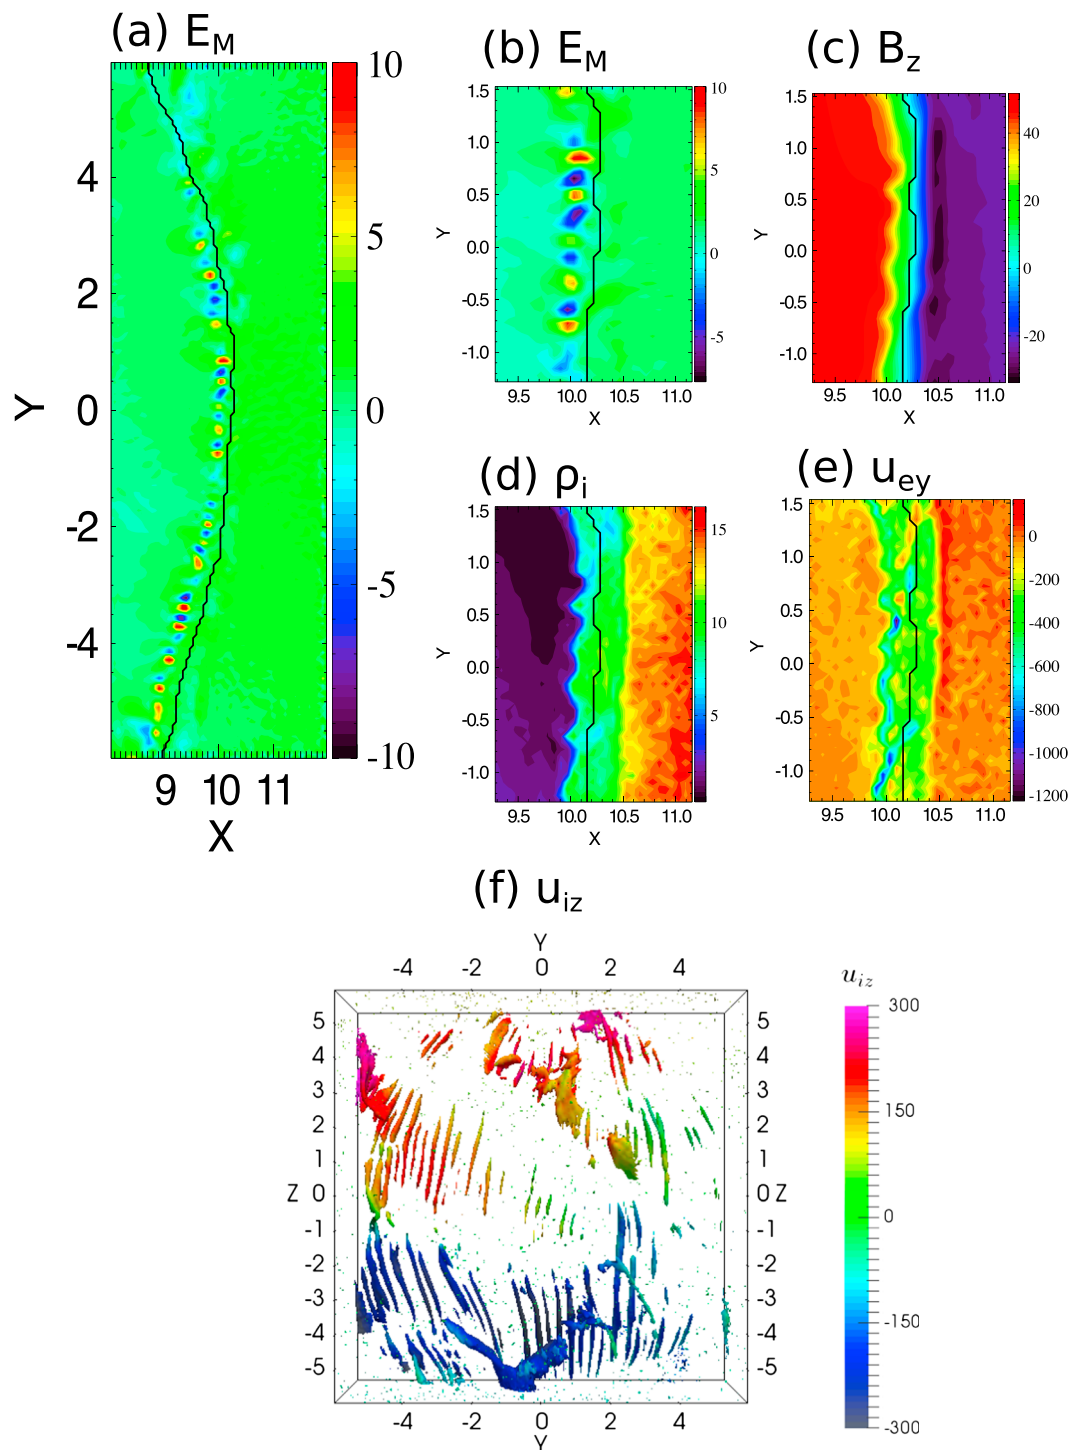 (a) E_M
(b) E_M
(c) B_z
10
5
0
-5
-10
4
2
0
-2
-4
Y
9 10 11
X
1.5
1.0
0.5
0.0
-0.5
-1.0
Y
9.5 10.0 10.5 11.0
X
10
5
0
-5
1.5
1.0
0.5
0.0
-0.5
-1.0
Y
9.5 10.0 10.5 11.0
X
40
20
0
-20
(d) ρ_i
(e) u_ey
1.5
1.0
0.5
0.0
-0.5
-1.0
Y
9.5 10.0 10.5 11.0
X
15
10
5
1.5
1.0
0.5
0.0
-0.5
-1.0
Y
9.5 10.0 10.5 11.0
0
-200
-400
-600
-800
-1000
-1200
(f) u_iz
Y
-4 -2 0 2 4
5 5
4 4
3 3
2 2
1 1
Z 0 0 Z
-1 -1
-2 -2
-3 -3
-4 -4
-5 -5
-4 -2 0 2 4
Y
u_iz
300
150
0
-150
-300